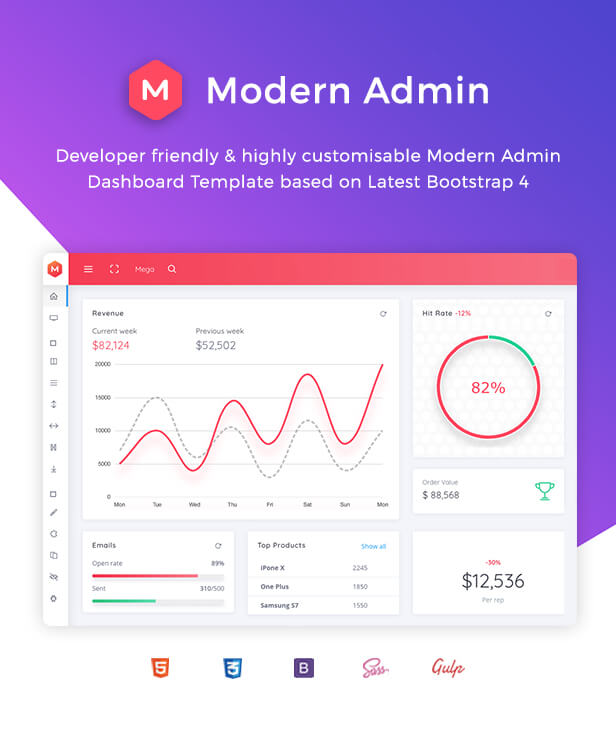 M Modern Admin
Developer friendly & highly customisable Modern Admin
Dashboard Template based on Latest Bootstrap 4
M Mega
Revenue
Current week Previous week
$82,124 $52,502
20000
15000
10000
5000
0
Mon Tue Wed Thu Fri Sat Sun Mon
Hit Rate -12%
82%
Order Value
$ 88,568
Emails
Open rate 89%
Sent 310/500
Top Products Show all
iPone X 2245
One Plus 1850
Samsung S7 1550
-30%
$12,536
Per rep
5 3 B Sass Gulp